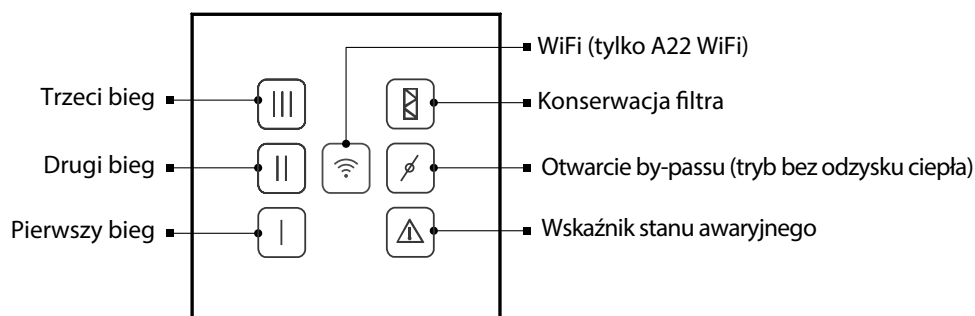 WiFi (tylko A22 WiFi)
Trzeci bieg
Konserwacja filtra
Drugi bieg
Otwarcie by-passu (tryb bez odzysku ciepła)
Pierwszy bieg
Wskaźnik stanu awaryjnego